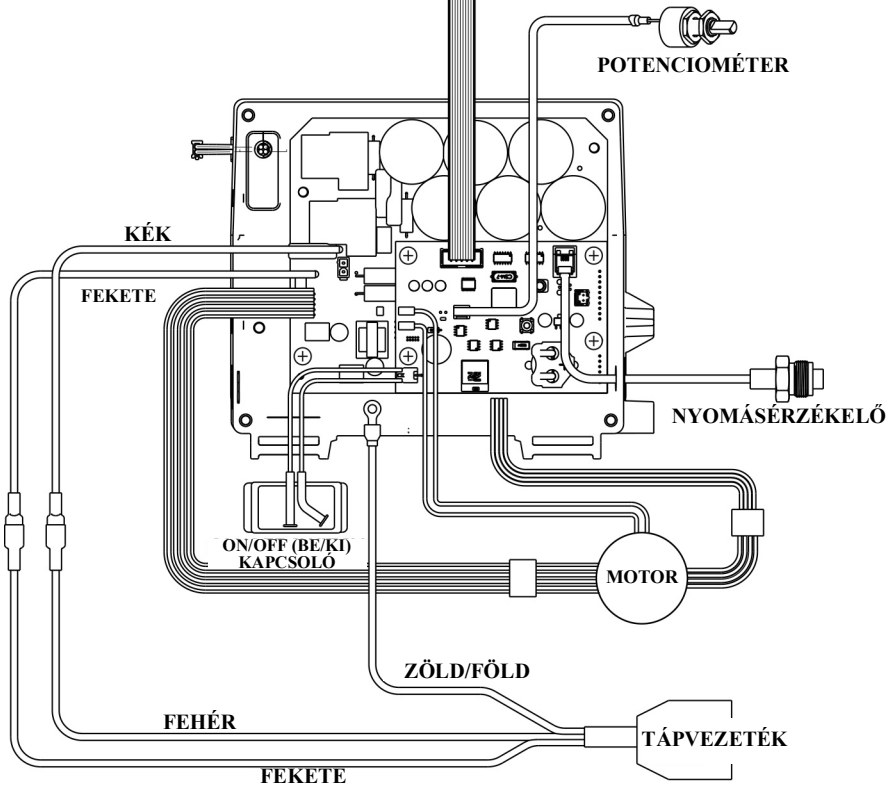 POTENCIOMÉTER
KÉK
FEKETE
NYOMÁSÉRZÉKELŐ
ON/OFF (BE/KI)
KAPCSOLÓ
MOTOR
ZÖLD/FÖLD
FEHÉR
TÁPVEZETÉK
FEKETE